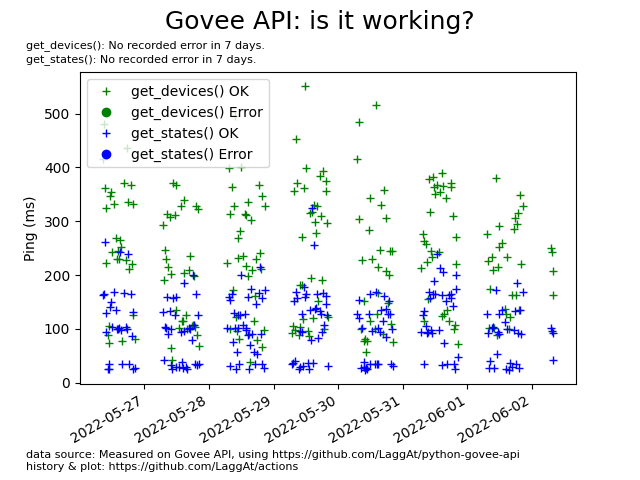 Govee API: is it working?
get_devices(): No recorded error in 7 days.
get_states(): No recorded error in 7 days.
get_devices() OK
get_devices() Error
get_states() OK
get_states() Error
500
400
300
200
100
0
Ping (ms)
2022-05-27
2022-05-28
2022-05-29
2022-05-30
2022-05-31
2022-06-01
2022-06-02
data source: Measured on Govee API, using https://github.com/LaggAt/python-govee-api
history & plot: https://github.com/LaggAt/actions